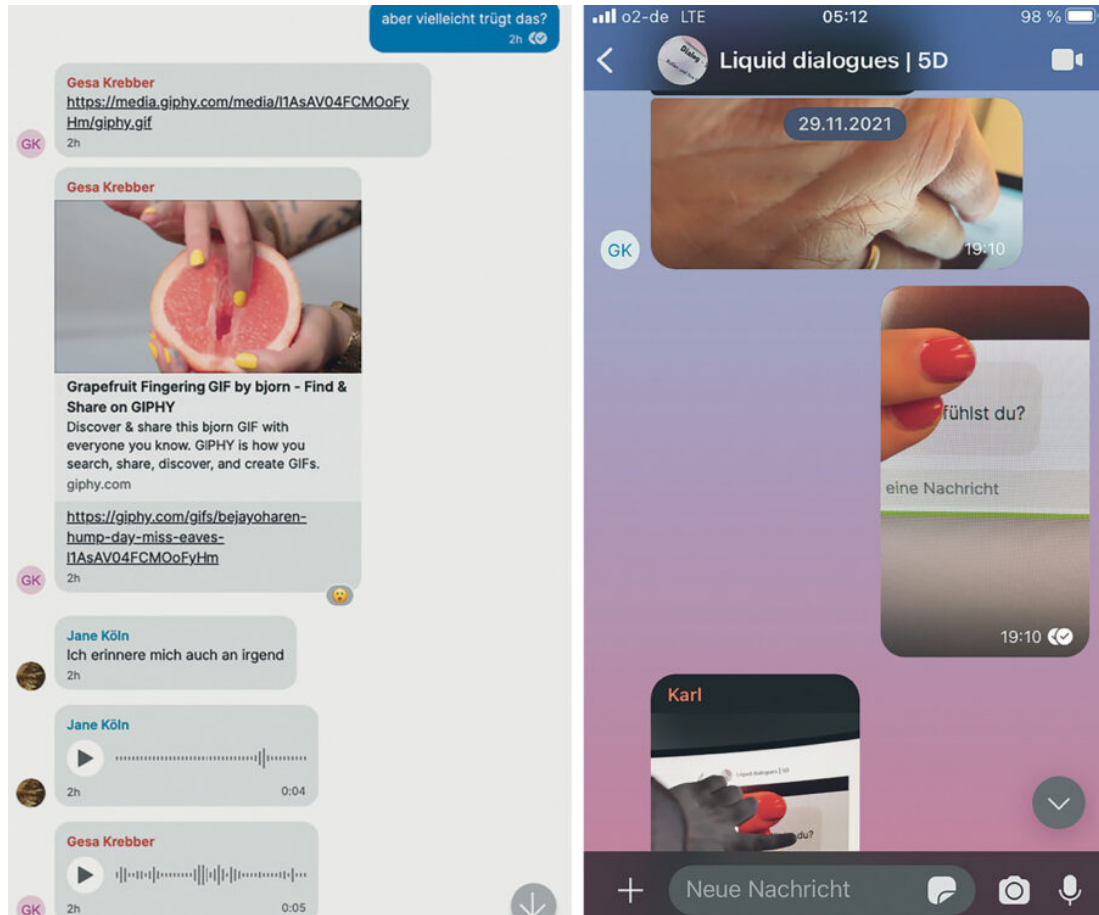 aber vielleicht trügt das?
2h
Gesa Krebber
https://media.giphy.com/media/l1AsAV04FCMOoFy
Hm/giphy.gif
GK
2h
Gesa Krebber
Grapefruit Fingering GIF by bjorn - Find &
Share on GIPHY
Discover & share this bjorn GIF with
everyone you know. GIPHY is how you
search, share, discover, and create GIFs.
giphy.com
https://giphy.com/gifs/bejayoharen-
hump-day-miss-eaves-
l1AsAV04FCMOoFyHm
GK
2h
Jane Köln
Ich erinnere mich auch an irgend
2h
Jane Köln
2h
0:04
Gesa Krebber
GK
2h
0:05
o2-de LTE
05:12
98 %
Dialog
Liquid dialogues | 5D
29.11.2021
GK
19:10
fühlst du?
eine Nachricht
19:10
Karl
Liquid dialogues | 5D
du?
Neue Nachricht